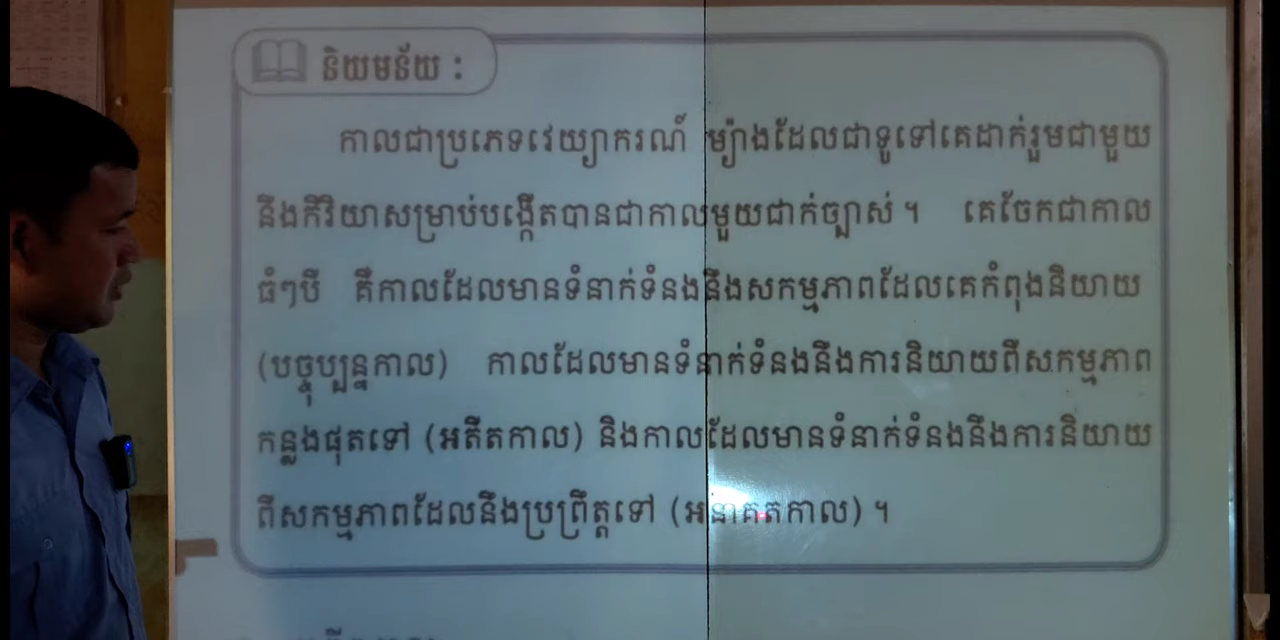 និយមន័យ :
កាលជាប្រភេទវេយ្យាករណ៍ ម្យ៉ាងដែលជាទូទៅគេដាក់រួមជាមួយ
នឹងកិរិយាសម្រាប់បង្កើតបានជាកាលមួយជាក់ច្បាស់ ។ គេចែកជាកាល
ធំៗបី គឺកាលដែលមានទំនាក់ទំនងនឹងសកម្មភាពដែលគេកំពុងនិយាយ
(បច្ចុប្បន្នកាល) កាលដែលមានទំនាក់ទំនងនឹងការនិយាយពីសកម្មភាព
កន្លងផុតទៅ (អតីតកាល) និងកាលដែលមានទំនាក់ទំនងនឹងការនិយាយ
ពីសកម្មភាពដែលនឹងប្រព្រឹត្តទៅ (អនាគតកាល) ។